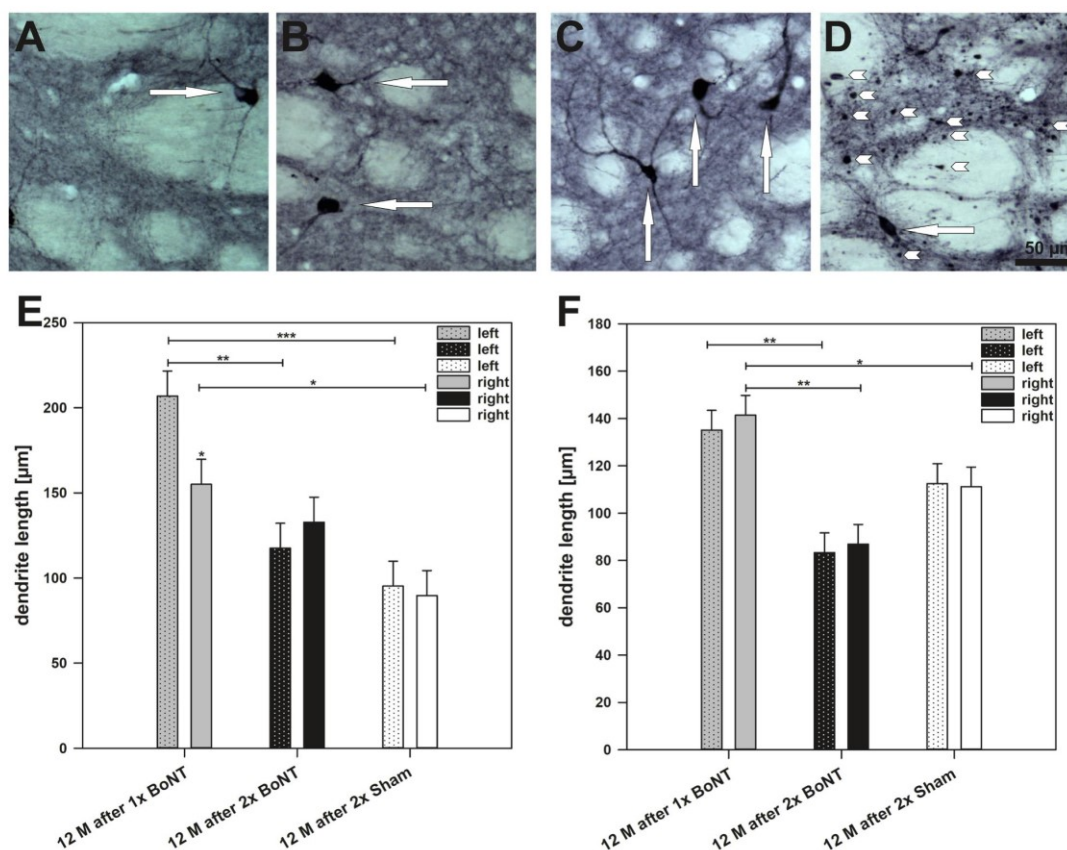 A
B
C
D
50 µm
E
250
200
150
100
50
0
dendrite length [µm]
***
**
*
*
left
left
left
right
right
right
12 M after 1x BoNT
12 M after 2x BoNT
12 M after 2x Sham
F
180
160
140
120
100
80
60
40
20
0
dendrite length [µm]
**
*
**
left
left
left
right
right
right
12 M after 1x BoNT
12 M after 2x BoNT
12 M after 2x Sham